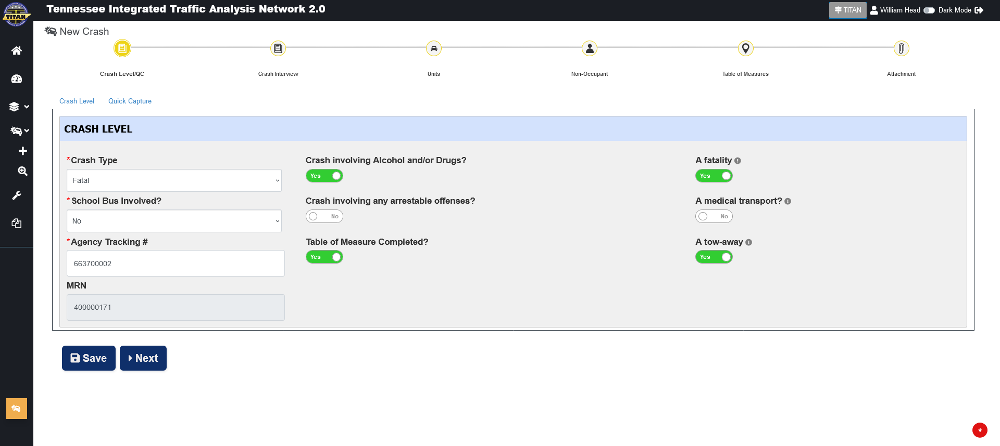 TITAN
Tennessee Integrated Traffic Analysis Network 2.0
TITAN William Head Dark Mode
New Crash
Crash Level/QC
Crash Interview
Units
Non-Occupant
Table of Measures
Attachment
Crash Level Quick Capture
CRASH LEVEL
*Crash Type
Fatal
*School Bus Involved?
No
*Agency Tracking #
663700002
MRN
400000171
Crash involving Alcohol and/or Drugs?
Yes
Crash involving any arrestable offenses?
No
Table of Measure Completed?
Yes
A fatality
Yes
A medical transport?
No
A tow-away
Yes
Save
Next